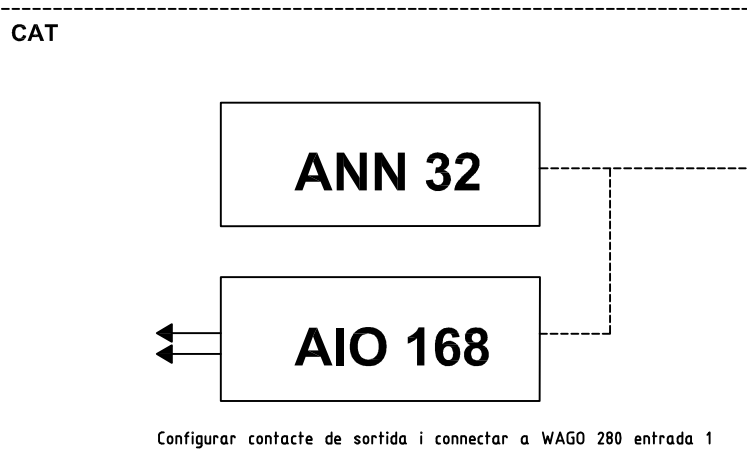 CAT
ANN 32
AIO 168
Configurar contacte de sortida i connectar a WAGO 280 entrada 1